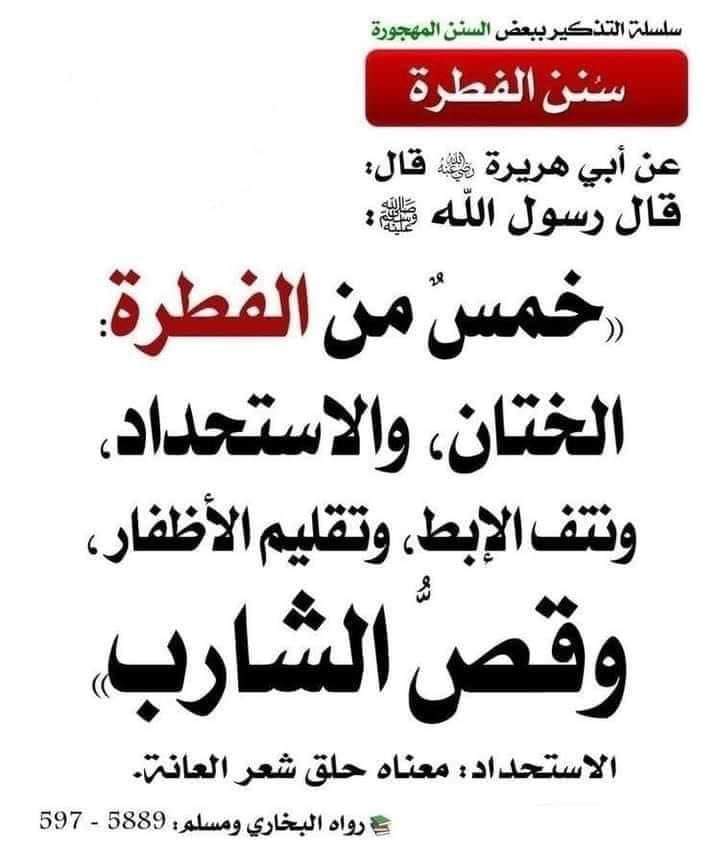 سلسلة التذكير ببعض السنن المهجورة
سُنن الفطرة
عن أبي هريرة رضي الله عنه قال:
قال رسول الله ﷺ:
«خمسٌ من الفطرة:
الختان، والاستحداد،
ونتف الإبط، وتقليم الأظفار،
وقصُّ الشارب»
الاستحداد: معناه حلق شعر العانة.
رواه البخاري ومسلم: 5889 - 597